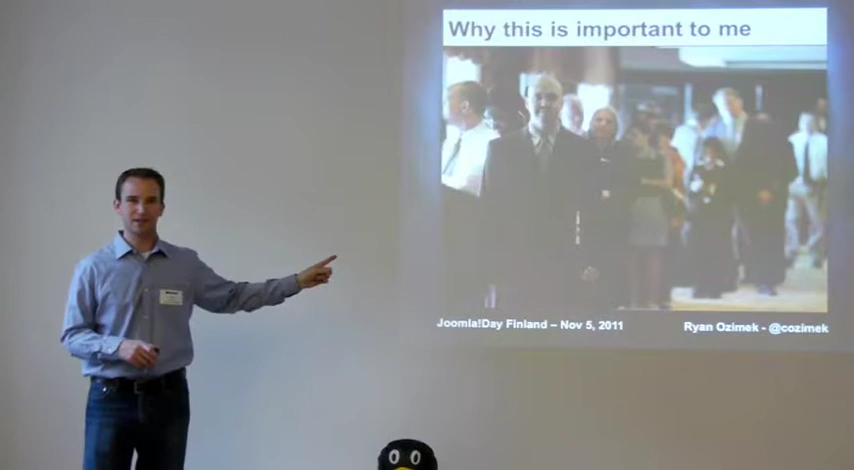 Why this is important to me
Joomla!Day Finland – Nov 5, 2011
Ryan Ozimek - @cozimek